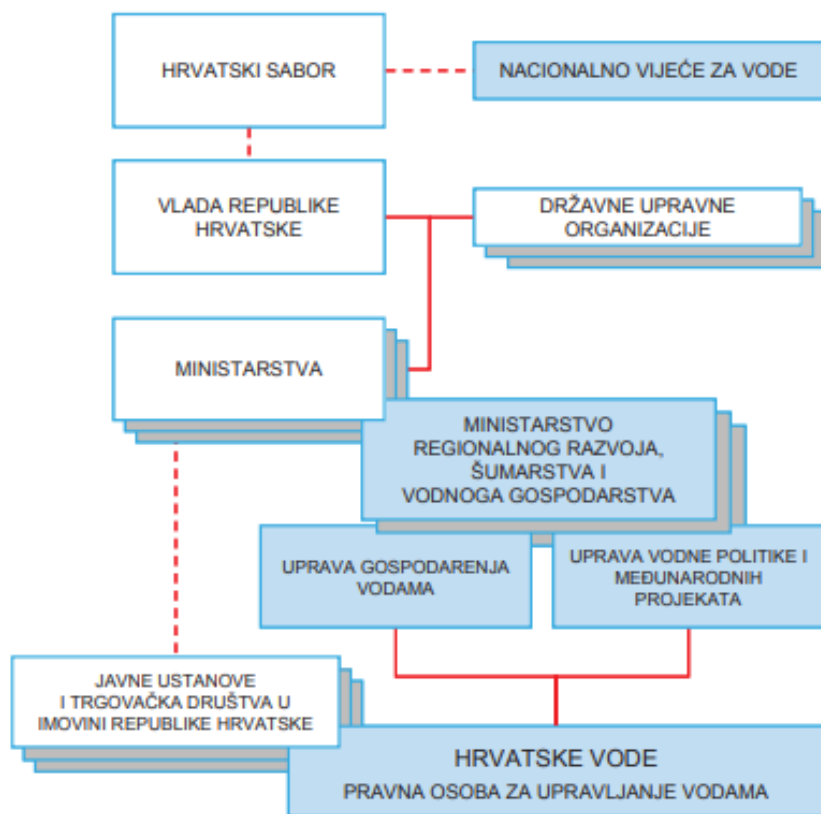 HRVATSKI SABOR
NACIONALNO VIJEĆE ZA VODE
VLADA REPUBLIKE
HRVATSKE
DRŽAVNE UPRAVNE
ORGANIZACIJE
MINISTARSTVA
MINISTARSTVO
REGIONALNOG RAZVOJA,
ŠUMARSTVA I
VODNOGA GOSPODARSTVA
UPRAVA GOSPODARENJA
VODAMA
UPRAVA VODNE POLITIKE I
MEĐUNARODNIH
PROJEKATA
JAVNE USTANOVE
I TRGOVAČKA DRUŠTVA U
IMOVINI REPUBLIKE HRVATSKE
HRVATSKE VODE
PRAVNA OSOBA ZA UPRAVLJANJE VODAMA